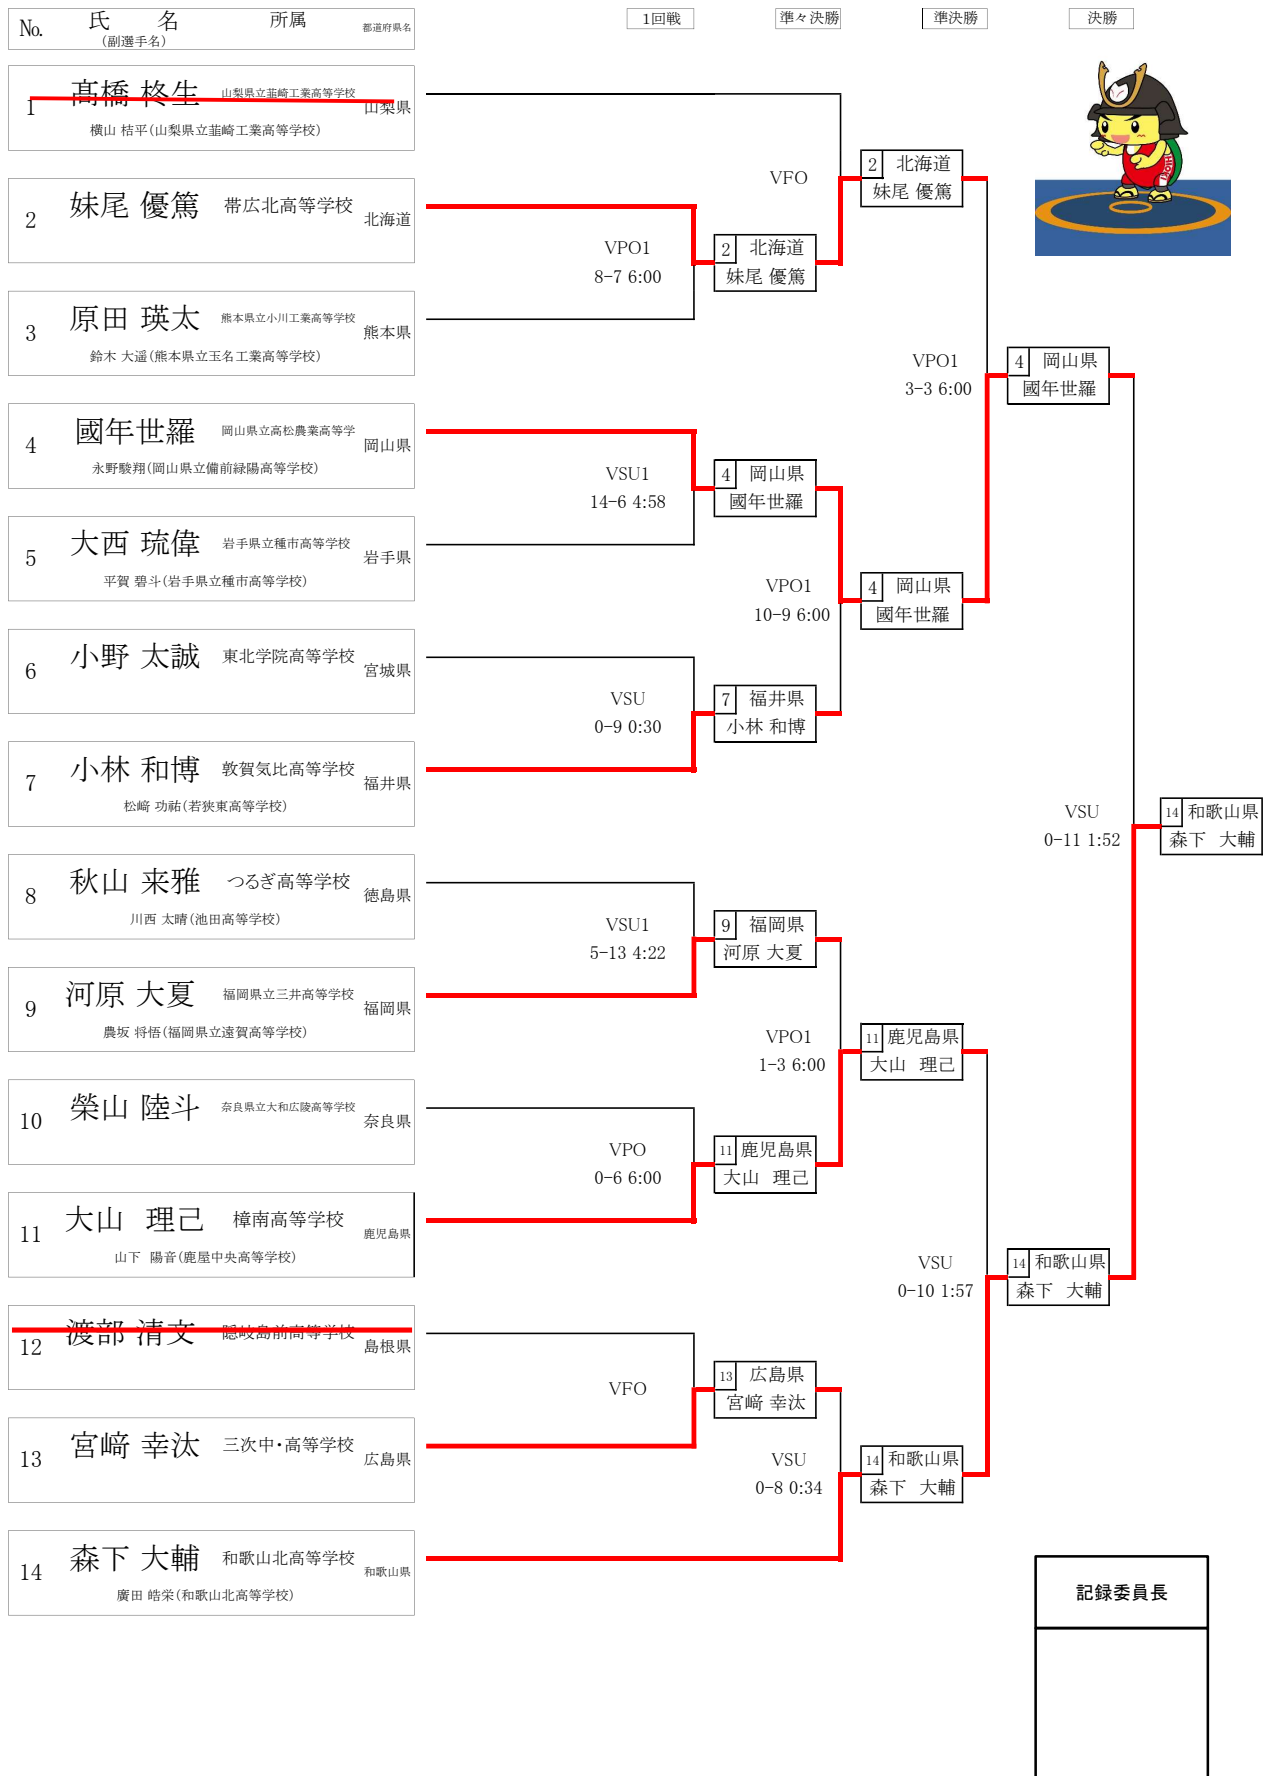 No. 氏 名 所属 都道府県名
(副選手名)
1回戦 準々決勝 準決勝 決勝
1 髙橋 柊生 山梨県立韮崎工業高等学校 山梨県
横山 桔平(山梨県立韮崎工業高等学校)
2 妹尾 優篤 帯広北高等学校 北海道
3 原田 瑛太 熊本県立小川工業高等学校 熊本県
鈴木 大遥(熊本県立玉名工業高等学校)
4 國年世羅 岡山県立高松農業高等学 岡山県
永野駿翔(岡山県立備前緑陽高等学校)
5 大西 琉偉 岩手県立種市高等学校 岩手県
平賀 碧斗(岩手県立種市高等学校)
6 小野 太誠 東北学院高等学校 宮城県
7 小林 和博 敦賀気比高等学校 福井県
松﨑 功祐(若狭東高等学校)
8 秋山 来雅 つるぎ高等学校 徳島県
川西 太晴(池田高等学校)
9 河原 大夏 福岡県立三井高等学校 福岡県
農坂 将悟(福岡県立遠賀高等学校)
10 榮山 陸斗 奈良県立大和広陵高等学校 奈良県
11 大山 理己 樟南高等学校 鹿児島県
山下 陽音(鹿屋中央高等学校)
12 渡部 清文 隠岐島前高等学校 島根県
13 宮﨑 幸汰 三次中・高等学校 広島県
14 森下 大輔 和歌山北高等学校 和歌山県
廣田 皓栄(和歌山北高等学校)
VPO1
8-7 6:00
VSU1
14-6 4:58
VSU
0-9 0:30
VSU1
5-13 4:22
VPO
0-6 6:00
VFO
2 北海道
妹尾 優篤
4 岡山県
國年世羅
7 福井県
小林 和博
9 福岡県
河原 大夏
11 鹿児島県
大山 理己
13 広島県
宮﨑 幸汰
VFO
VPO1
10-9 6:00
VPO1
1-3 6:00
VSU
0-8 0:34
2 北海道
妹尾 優篤
4 岡山県
國年世羅
11 鹿児島県
大山 理己
14 和歌山県
森下 大輔
VPO1
3-3 6:00
VSU
0-10 1:57
4 岡山県
國年世羅
14 和歌山県
森下 大輔
VSU
0-11 1:52
14 和歌山県
森下 大輔
記録委員長